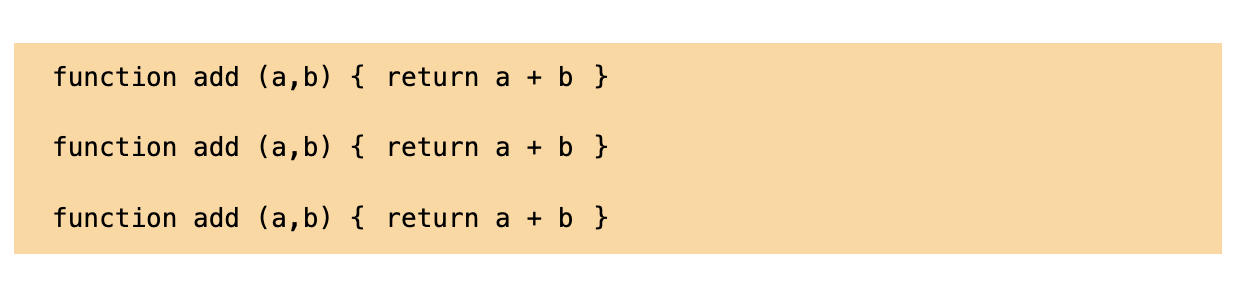 function add (a,b) { return a + b }
function add (a,b) { return a + b }
function add (a,b) { return a + b }